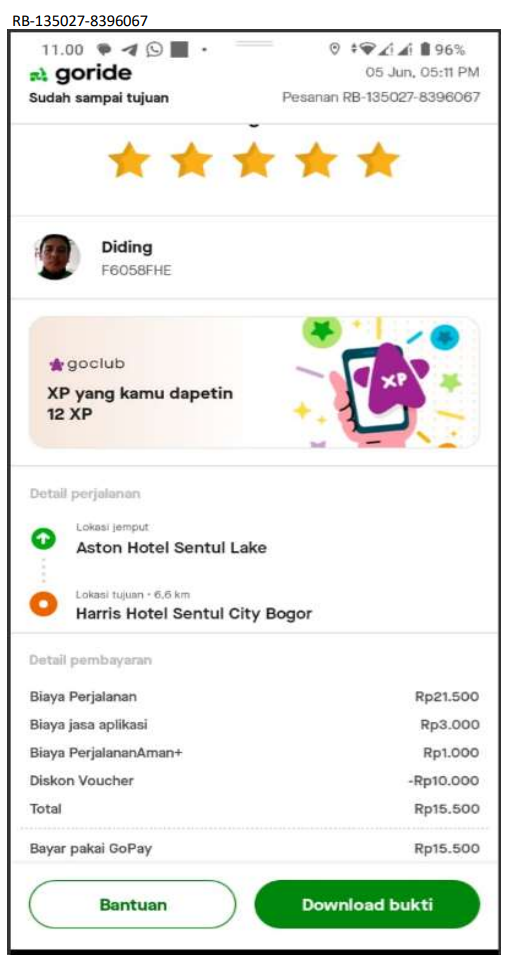 RB-135027-8396067
11.00 96%
goride 05 Jun, 05:11 PM
Sudah sampai tujuan Pesanan RB-135027-8396067
Diding
F6058FHE
goclub
XP yang kamu dapetin
12 XP
XP
Detail perjalanan
Lokasi jemput
Aston Hotel Sentul Lake
Lokasi tujuan • 6,6 km
Harris Hotel Sentul City Bogor
Detail pembayaran
Biaya Perjalanan Rp21.500
Biaya jasa aplikasi Rp3.000
Biaya PerjalananAman+ Rp1.000
Diskon Voucher -Rp10.000
Total Rp15.500
Bayar pakai GoPay Rp15.500
Bantuan Download bukti